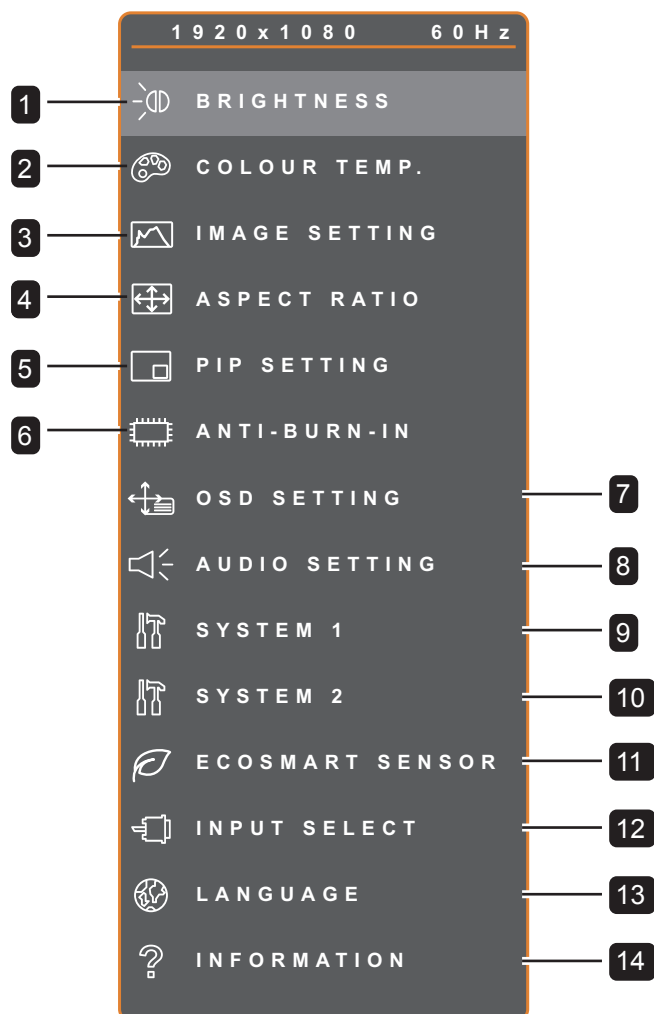 1920x1080 60Hz
1 BRIGHTNESS
2 COLOUR TEMP.
3 IMAGE SETTING
4 ASPECT RATIO
5 PIP SETTING
6 ANTI-BURN-IN
OSD SETTING 7
AUDIO SETTING 8
SYSTEM 1 9
SYSTEM 2 10
ECOSMART SENSOR 11
INPUT SELECT 12
LANGUAGE 13
INFORMATION 14